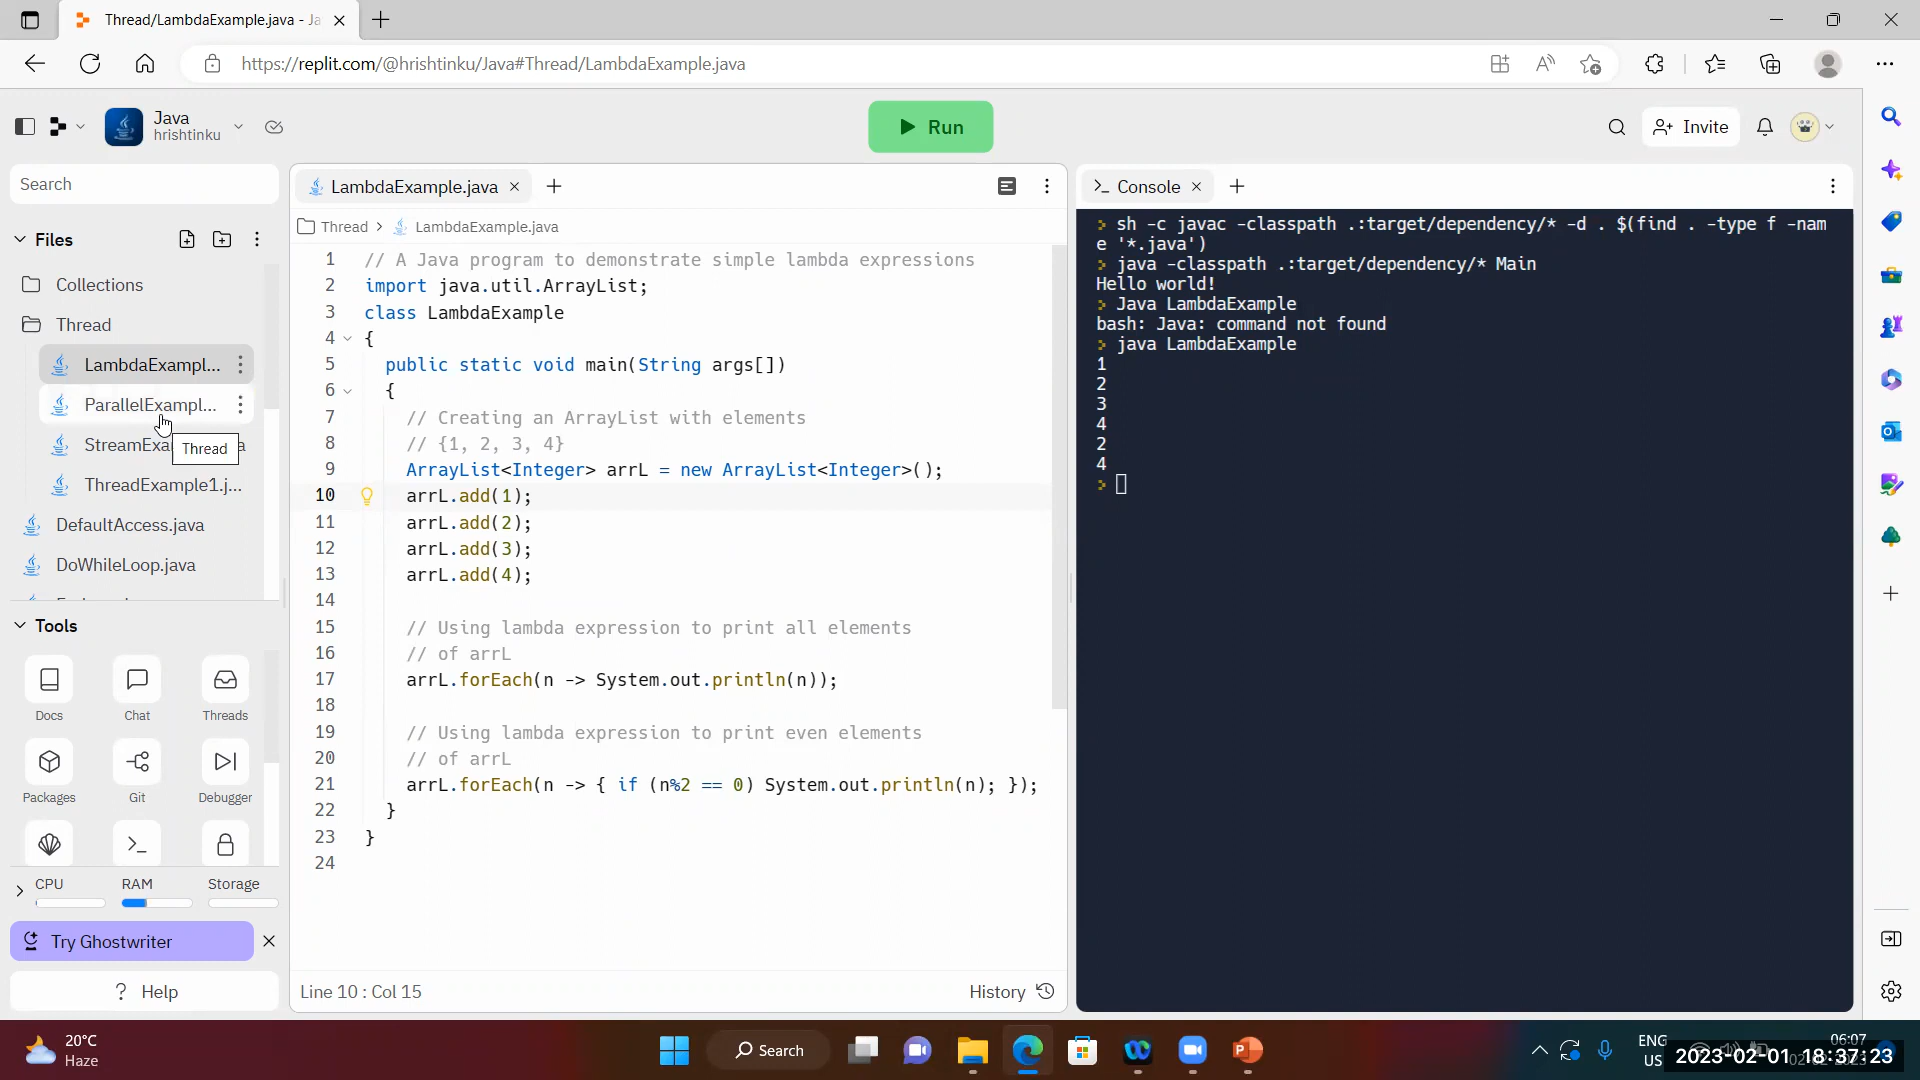 Thread/LambdaExample.java - Ja
https://replit.com/@hrishtinku/Java#Thread/LambdaExample.java
Java
hrishtinku
Run
Invite
Search
Files
Collections
Thread
LambdaExampl...
ParallelExampl...
StreamExa
Thread
ThreadExample1.j...
DefaultAccess.java
DoWhileLoop.java
Tools
Docs
Chat
Threads
Packages
Git
Debugger
CPU
RAM
Storage
Try Ghostwriter
? Help
LambdaExample.java
Thread > LambdaExample.java
1 // A Java program to demonstrate simple lambda expressions
2 import java.util.ArrayList;
3 class LambdaExample
4 {
5 public static void main(String args[])
6 {
7 // Creating an ArrayList with elements
8 // {1, 2, 3, 4}
9 ArrayList<Integer> arrL = new ArrayList<Integer>();
10 arrL.add(1);
11 arrL.add(2);
12 arrL.add(3);
13 arrL.add(4);
14
15 // Using lambda expression to print all elements
16 // of arrL
17 arrL.forEach(n -> System.out.println(n));
18
19 // Using lambda expression to print even elements
20 // of arrL
21 arrL.forEach(n -> { if (n%2 == 0) System.out.println(n); });
22 }
23 }
24
Line 10 : Col 15
History
Console
> sh -c javac -classpath .:target/dependency/* -d . $(find . -type f -nam
e '*.java')
> java -classpath .:target/dependency/* Main
Hello world!
> Java LambdaExample
bash: Java: command not found
> java LambdaExample
1
2
3
4
2
4
>
20°C
Haze
Search
ENG
US
06:07
2023-02-01 18:37:23